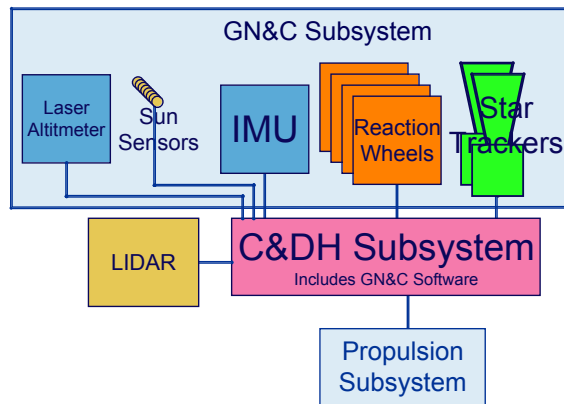 GN&C Subsystem
Laser
Altitmeter
Sun
Sensors
IMU
Reaction
Wheels
Star
Trackers
LIDAR
C&DH Subsystem
Includes GN&C Software
Propulsion
Subsystem